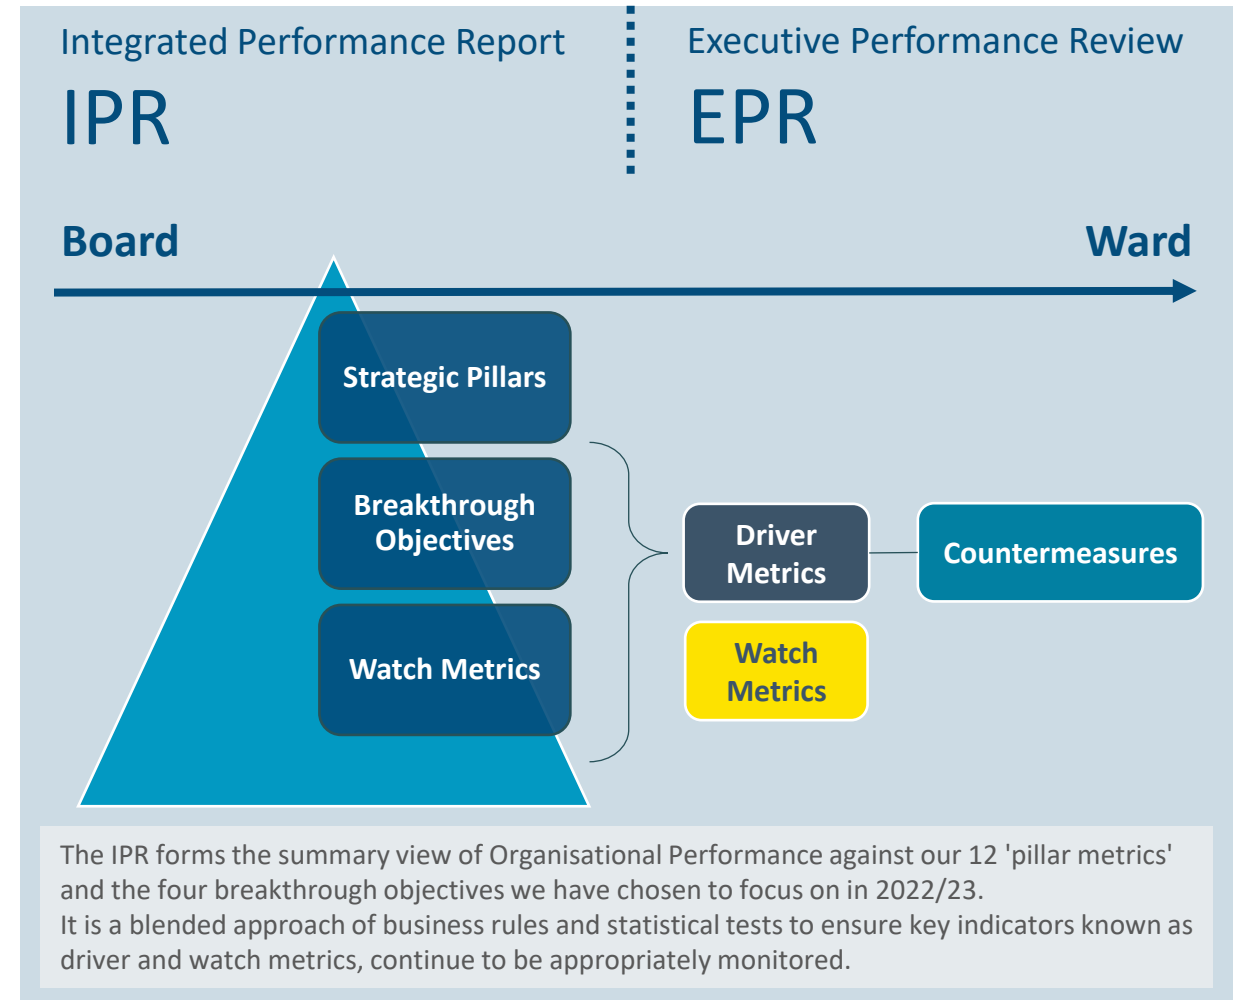 Integrated Performance Report
IPR
Executive Performance Review
EPR
Board
Ward
Strategic Pillars
Breakthrough
Objectives
Watch Metrics
Driver
Metrics
Countermeasures
Watch
Metrics
The IPR forms the summary view of Organisational Performance against our 12 'pillar metrics'
and the four breakthrough objectives we have chosen to focus on in 2022/23.
It is a blended approach of business rules and statistical tests to ensure key indicators known as
driver and watch metrics, continue to be appropriately monitored.